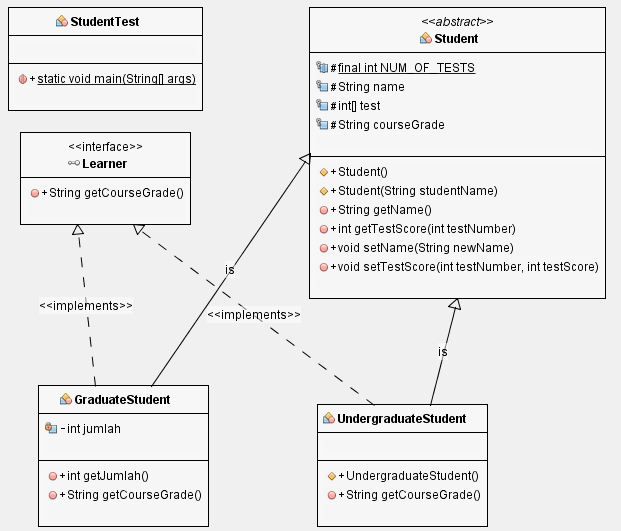 StudentTest
+ static void main(String[] args)
<<abstract>>
Student
# final int NUM_OF_TESTS
# String name
# int[] test
# String courseGrade
+ Student()
+ Student(String studentName)
+ String getName()
+ int getTestScore(int testNumber)
+ void setName(String newName)
+ void setTestScore(int testNumber, int testScore)
<<interface>>
Learner
+ String getCourseGrade()
is
<<implements>>
<<implements>>
is
GraduateStudent
- int jumlah
+ int getJumlah()
+ String getCourseGrade()
UndergraduateStudent
+ UndergraduateStudent()
+ String getCourseGrade()